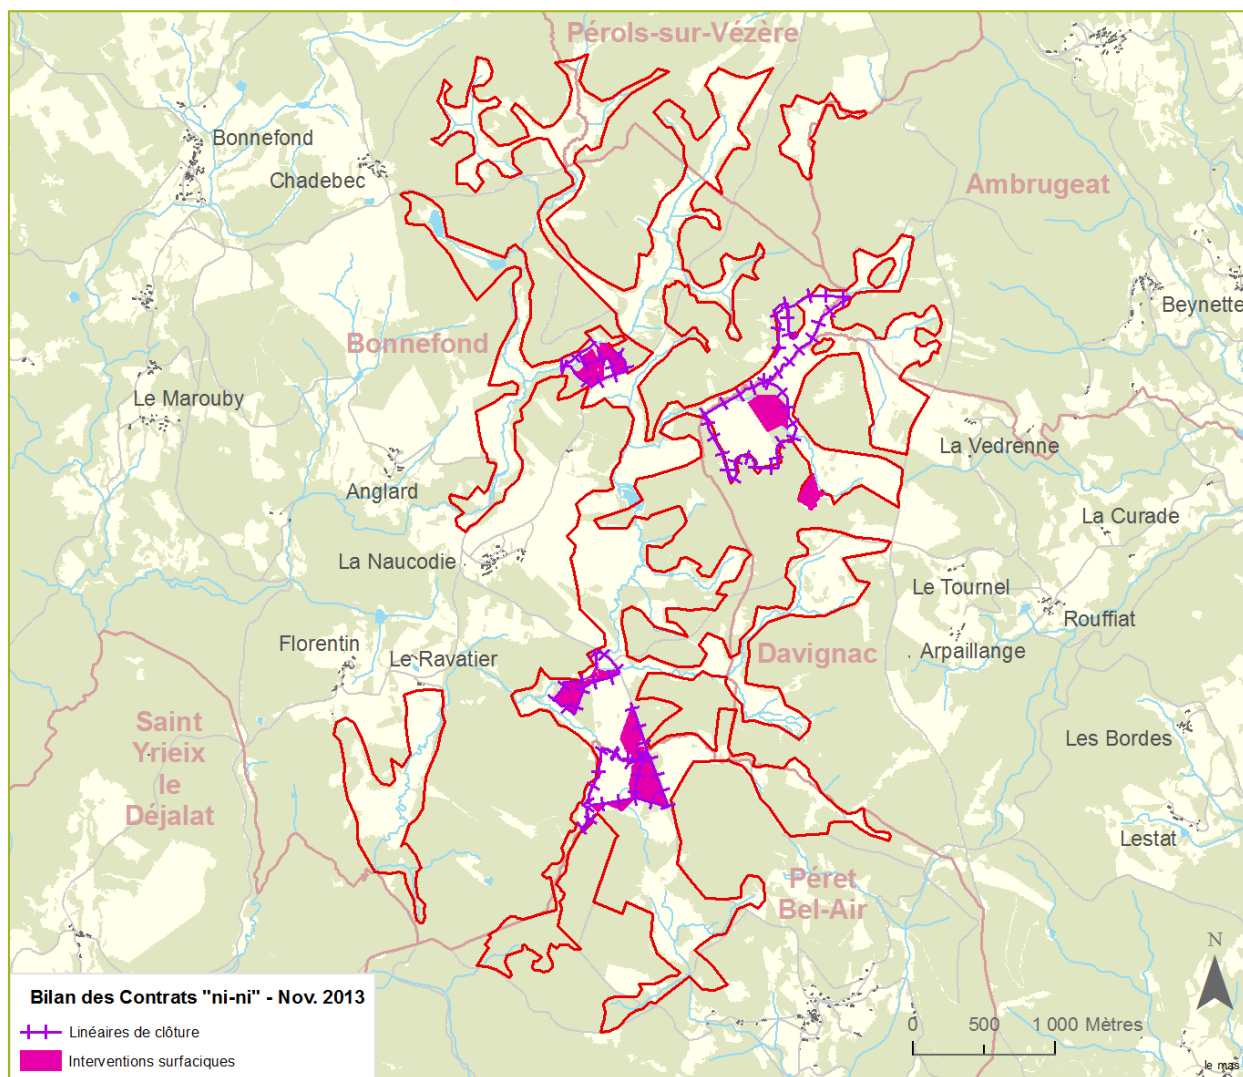 Pérols-sur-Vézère
Bonnefond
Chadebec
Ambrugeat
Beynette
Bonnefond
Le Marouby
La Vedrenne
Anglard
La Curade
La Naucodie
Le Tournel
Rouffiat
Florentin
Le Ravatier
Davignac
Arpaillange
Saint
Yrieix
le
Déjalat
Les Bordes
Lestat
Péret
Bel-Air
N
Bilan des Contrats "ni-ni" - Nov. 2013
Linéaires de clôture
Interventions surfaciques
0 500 1 000 Mètres
le mas